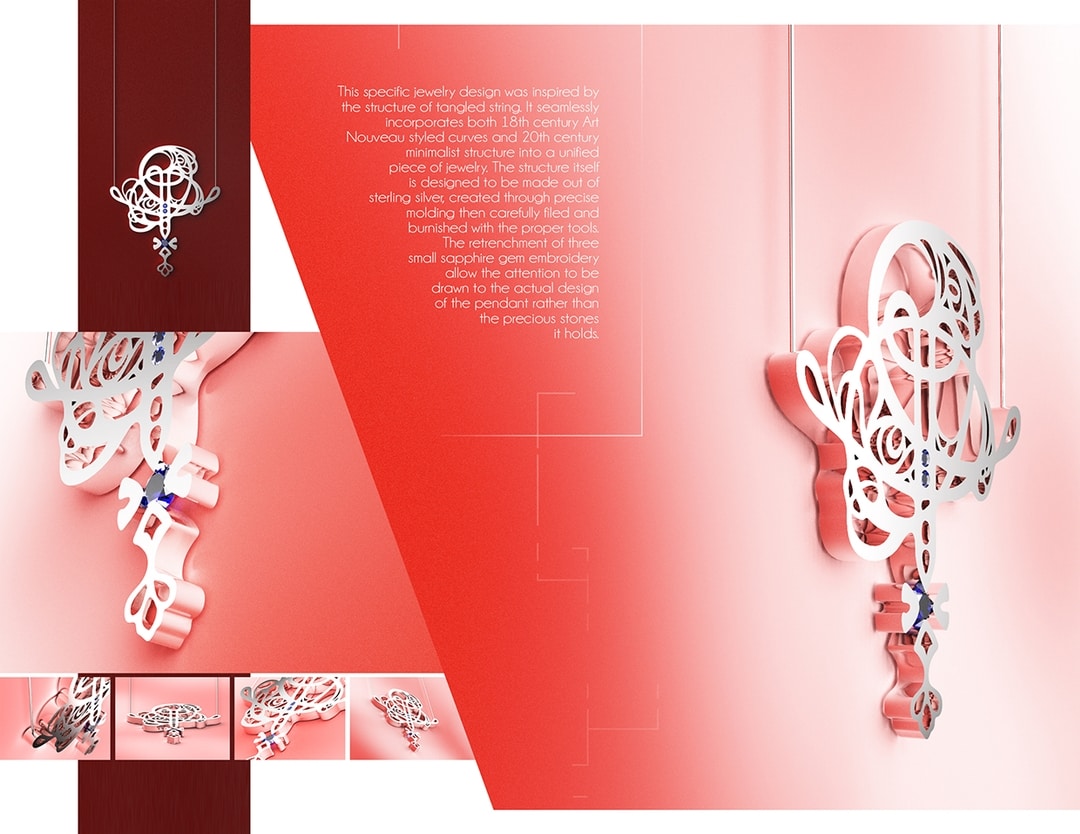 This specific jewelry design was inspired by
the structure of tangled string. It seamlessly
incorporates both 18th century Art
Nouveau styled curves and 20th century
minimalist structure into a unified
piece of jewelry. The structure itself
is designed to be made out of
sterling silver, created through precise
molding then carefully filed and
burnished with the proper tools.
The retrenchment of three
small sapphire gem embroidery
allow the attention to be
drawn to the actual design
of the pendant rather than
the precious stones
it holds.